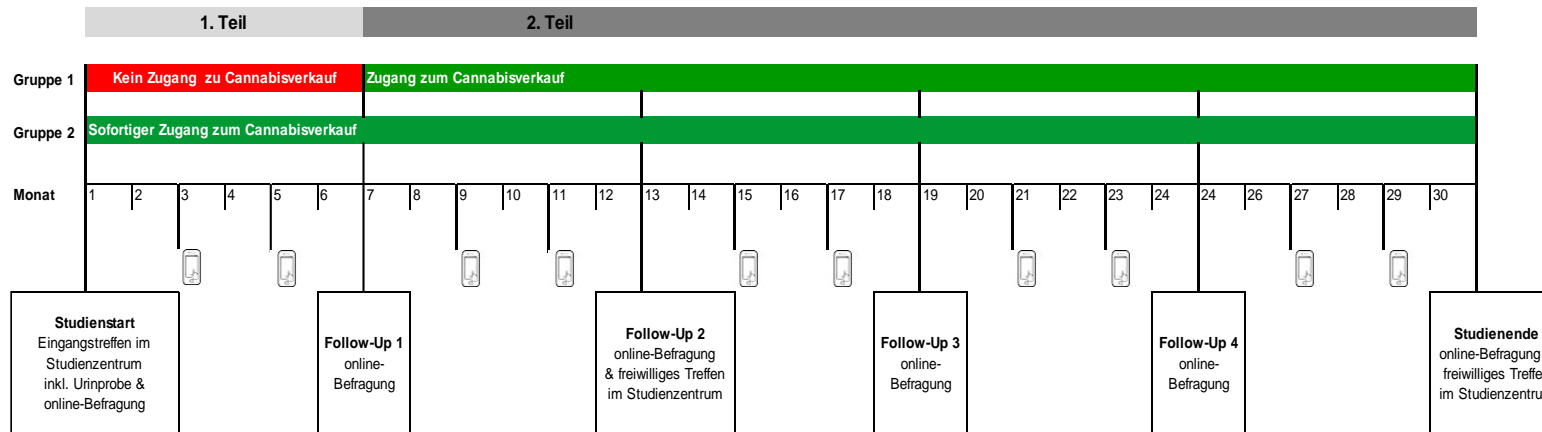 1. Teil
2. Teil
Gruppe 1
Kein Zugang zu Cannabisverkauf
Zugang zum Cannabisverkauf
Gruppe 2
Sofortiger Zugang zum Cannabisverkauf
Monat
1 2 3 4 5 6 7 8 9 10 11 12 13 14 15 16 17 18 19 20 21 22 23 24 24 26 27 28 29 30
Studienstart
Eingangstreffen im
Studienzentrum
inkl. Urinprobe &
online-Befragung
Follow-Up 1
online-
Befragung
Follow-Up 2
online-Befragung
& freiwilliges Treffen
im Studienzentrum
Follow-Up 3
online-
Befragung
Follow-Up 4
online-
Befragung
Studienende
online-Befragung
freiwilliges Treffe
im Studienzentru